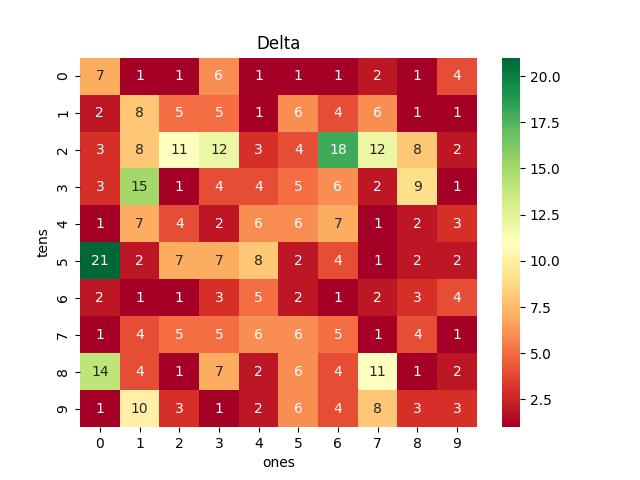 Delta
0 7 1 1 6 1 1 1 2 1 4 20.0
1 2 8 5 5 1 6 4 6 1 1 17.5
2 3 8 11 12 3 4 18 12 8 2 15.0
3 3 15 1 4 4 5 6 2 9 1 12.5
tens 4 1 7 4 2 6 6 7 1 2 3
5 21 2 7 7 8 2 4 1 2 2 10.0
6 2 1 1 3 5 2 1 2 3 4 7.5
7 1 4 5 5 6 6 5 1 4 1 5.0
8 14 4 1 7 2 6 4 11 1 2
9 1 10 3 1 2 6 4 8 3 3 2.5
0 1 2 3 4 5 6 7 8 9
ones